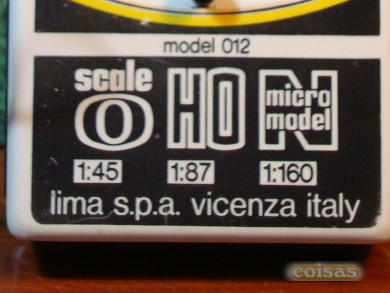 model 012
scale O HO N micro model
1:45 1:87 1:160
lima s.p.a. vicenza italy
coisas